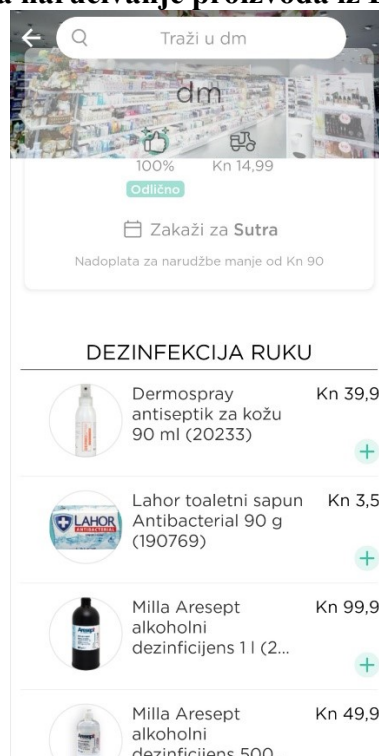 a naručivanje proizvoda iz
Traži u dm
dm
100% Kn 14,99
Odlično
Zakaži za Sutra
Nadoplata za narudžbe manje od Kn 90
DEZINFEKCIJA RUKU
Dermospray Kn 39,9
antiseptik za kožu
90 ml (20233)
+
Lahor toaletni sapun Kn 3,5
Antibacterial 90 g
(190769)
LAHOR
ANTIBACTERIAL
+
Milla Aresept Kn 99,9
alkoholni
dezinficijens 1 l (2...
Aresept
+
Milla Aresept Kn 49,9
alkoholni
dezinficijens 500